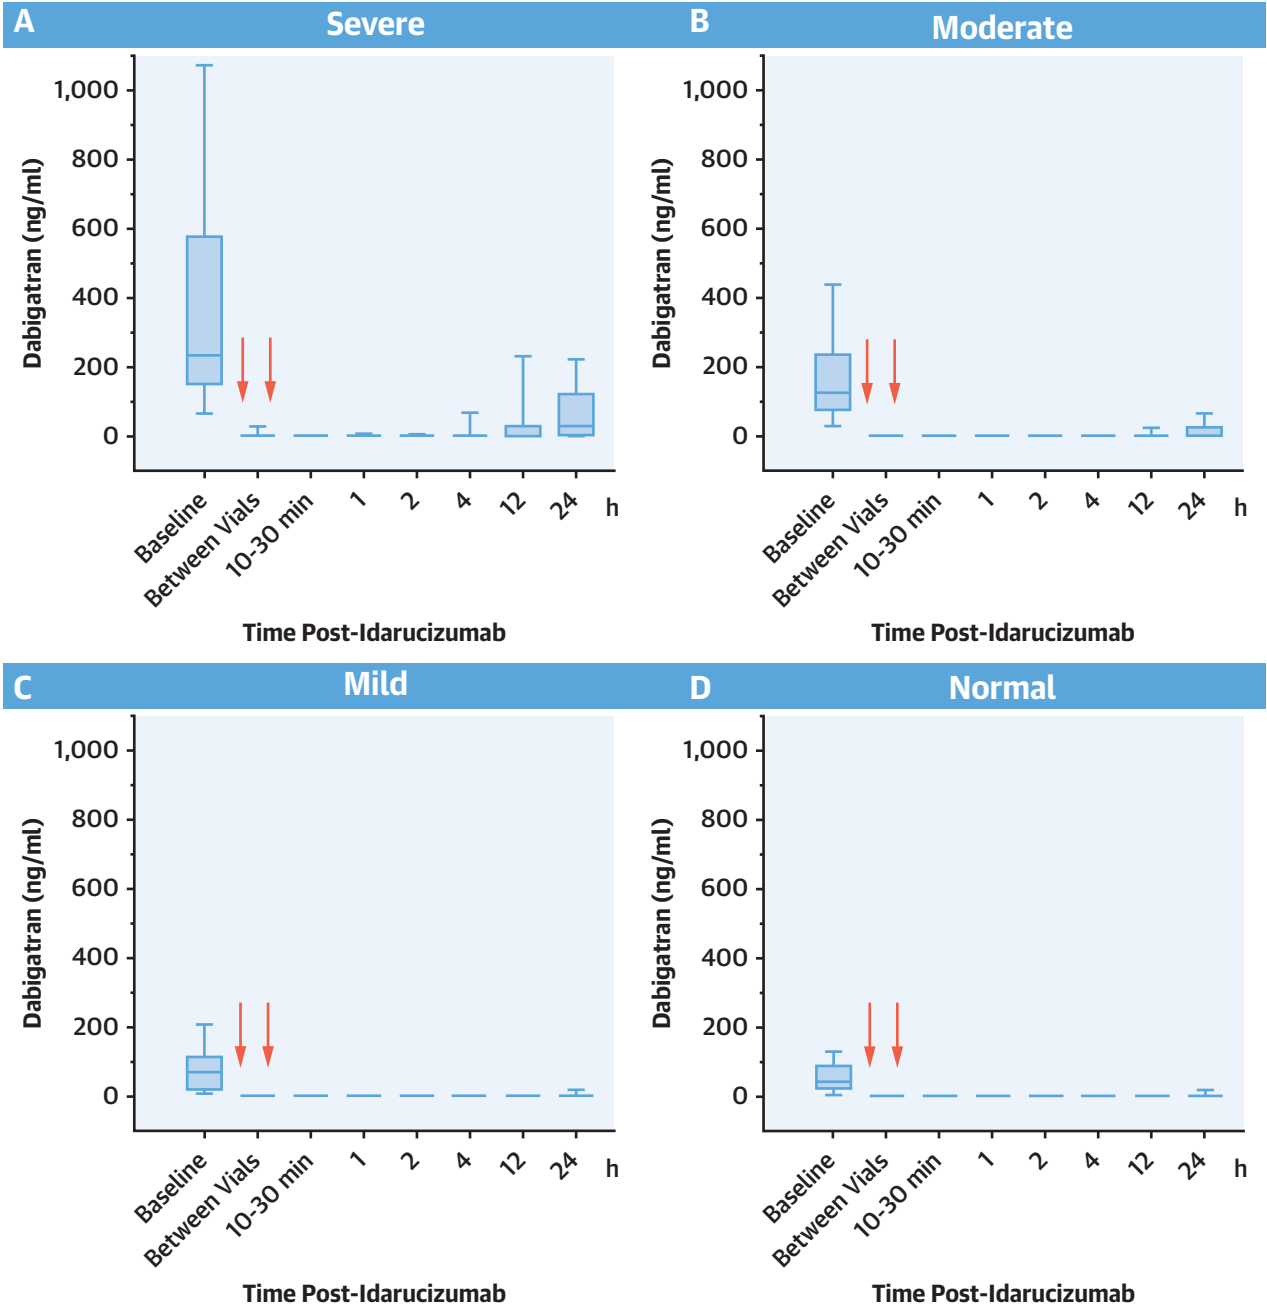 A Severe
Dabigatran (ng/ml)
1,000
800
600
400
200
0
Baseline
Between Vials
10-30 min
1
2
4
12
24
h
Time Post-Idarucizumab
B Moderate
Dabigatran (ng/ml)
1,000
800
600
400
200
0
Baseline
Between Vials
10-30 min
1
2
4
12
24
h
Time Post-Idarucizumab
C Mild
Dabigatran (ng/ml)
1,000
800
600
400
200
0
Baseline
Between Vials
10-30 min
1
2
4
12
24
h
Time Post-Idarucizumab
D Normal
Dabigatran (ng/ml)
1,000
800
600
400
200
0
Baseline
Between Vials
10-30 min
1
2
4
12
24
h
Time Post-Idarucizumab